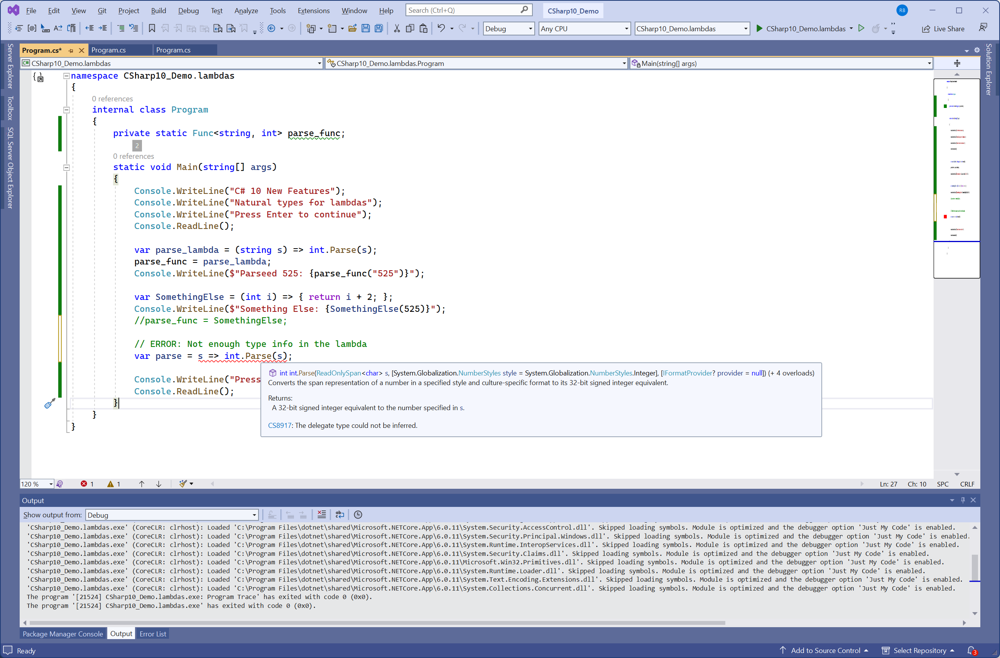 File Edit View Git Project Build Debug Test Analyze Tools Extensions Window Help Search (Ctrl+Q) CSharp10_Demo RB
Debug Any CPU CSharp10_Demo.lambdas CSharp10_Demo.lambdas Live Share
Server Explorer
Toolbox
SQL Server Object Explorer
Program.cs* Program.cs Program.cs
Solution Explorer
C# CSharp10_Demo.lambdas CSharp10_Demo.lambdas.Program Main(string[] args)
namespace CSharp10_Demo.lambdas
{
0 references
internal class Program
{
private static Func<string, int> parse_func;
2
0 references
static void Main(string[] args)
{
Console.WriteLine("C# 10 New Features");
Console.WriteLine("Natural types for lambdas");
Console.WriteLine("Press Enter to continue");
Console.ReadLine();
var parse_lambda = (string s) => int.Parse(s);
parse_func = parse_lambda;
Console.WriteLine($"Parseed 525: {parse_func("525")}");
var SomethingElse = (int i) => { return i + 2; };
Console.WriteLine($"Something Else: {SomethingElse(525)}");
//parse_func = SomethingElse;
// ERROR: Not enough type info in the lambda
var parse = s => int.Parse(s);
Console.WriteLine("Press
Console.ReadLine();
}
}
}
int int.Parse(ReadOnlySpan<char> s, [System.Globalization.NumberStyles style = System.Globalization.NumberStyles.Integer], [IFormatProvider? provider = null]) (+ 4 overloads)
Converts the span representation of a number in a specified style and culture-specific format to its 32-bit signed integer equivalent.
Returns:
A 32-bit signed integer equivalent to the number specified in s.
CS8917: The delegate type could not be inferred.
120 % 1 1 Ln: 27 Ch: 10 SPC CRLF
Output
Show output from: Debug
'CSharp10_Demo.lambdas.exe' (CoreCLR: clrhost): Loaded 'C:\Program Files\dotnet\shared\Microsoft.NETCore.App\6.0.11\System.Security.AccessControl.dll'. Skipped loading symbols. Module is optimized and the debugger option 'Just My Code' is enabled.
'CSharp10_Demo.lambdas.exe' (CoreCLR: clrhost): Loaded 'C:\Program Files\dotnet\shared\Microsoft.NETCore.App\6.0.11\System.Security.Principal.Windows.dll'. Skipped loading symbols. Module is optimized and the debugger option 'Just My Code' is enabled.
'CSharp10_Demo.lambdas.exe' (CoreCLR: clrhost): Loaded 'C:\Program Files\dotnet\shared\Microsoft.NETCore.App\6.0.11\System.Runtime.InteropServices.dll'. Skipped loading symbols. Module is optimized and the debugger option 'Just My Code' is enabled.
'CSharp10_Demo.lambdas.exe' (CoreCLR: clrhost): Loaded 'C:\Program Files\dotnet\shared\Microsoft.NETCore.App\6.0.11\System.Security.Claims.dll'. Skipped loading symbols. Module is optimized and the debugger option 'Just My Code' is enabled.
'CSharp10_Demo.lambdas.exe' (CoreCLR: clrhost): Loaded 'C:\Program Files\dotnet\shared\Microsoft.NETCore.App\6.0.11\Microsoft.Win32.Primitives.dll'. Skipped loading symbols. Module is optimized and the debugger option 'Just My Code' is enabled.
'CSharp10_Demo.lambdas.exe' (CoreCLR: clrhost): Loaded 'C:\Program Files\dotnet\shared\Microsoft.NETCore.App\6.0.11\System.Runtime.Loader.dll'. Skipped loading symbols. Module is optimized and the debugger option 'Just My Code' is enabled.
'CSharp10_Demo.lambdas.exe' (CoreCLR: clrhost): Loaded 'C:\Program Files\dotnet\shared\Microsoft.NETCore.App\6.0.11\System.Text.Encoding.Extensions.dll'. Skipped loading symbols. Module is optimized and the debugger option 'Just My Code' is enabled.
'CSharp10_Demo.lambdas.exe' (CoreCLR: clrhost): Loaded 'C:\Program Files\dotnet\shared\Microsoft.NETCore.App\6.0.11\System.Collections.Concurrent.dll'. Skipped loading symbols. Module is optimized and the debugger option 'Just My Code' is enabled.
The program '[21524] CSharp10_Demo.lambdas.exe: Program Trace' has exited with code 0 (0x0).
The program '[21524] CSharp10_Demo.lambdas.exe' has exited with code 0 (0x0).
Package Manager Console Output Error List
Ready Add to Source Control Select Repository 3